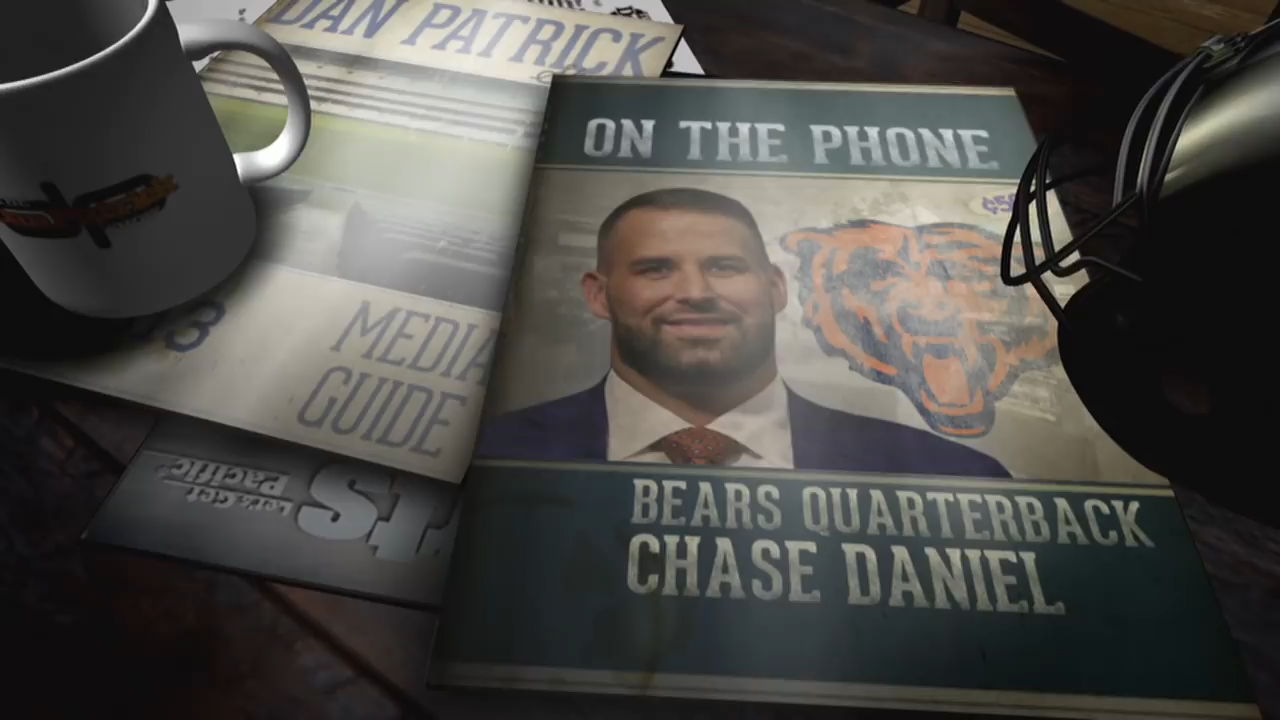 DAN PATRICK
MEDIA
GUIDE
ON THE PHONE
BEARS QUARTERBACK
CHASE DANIEL